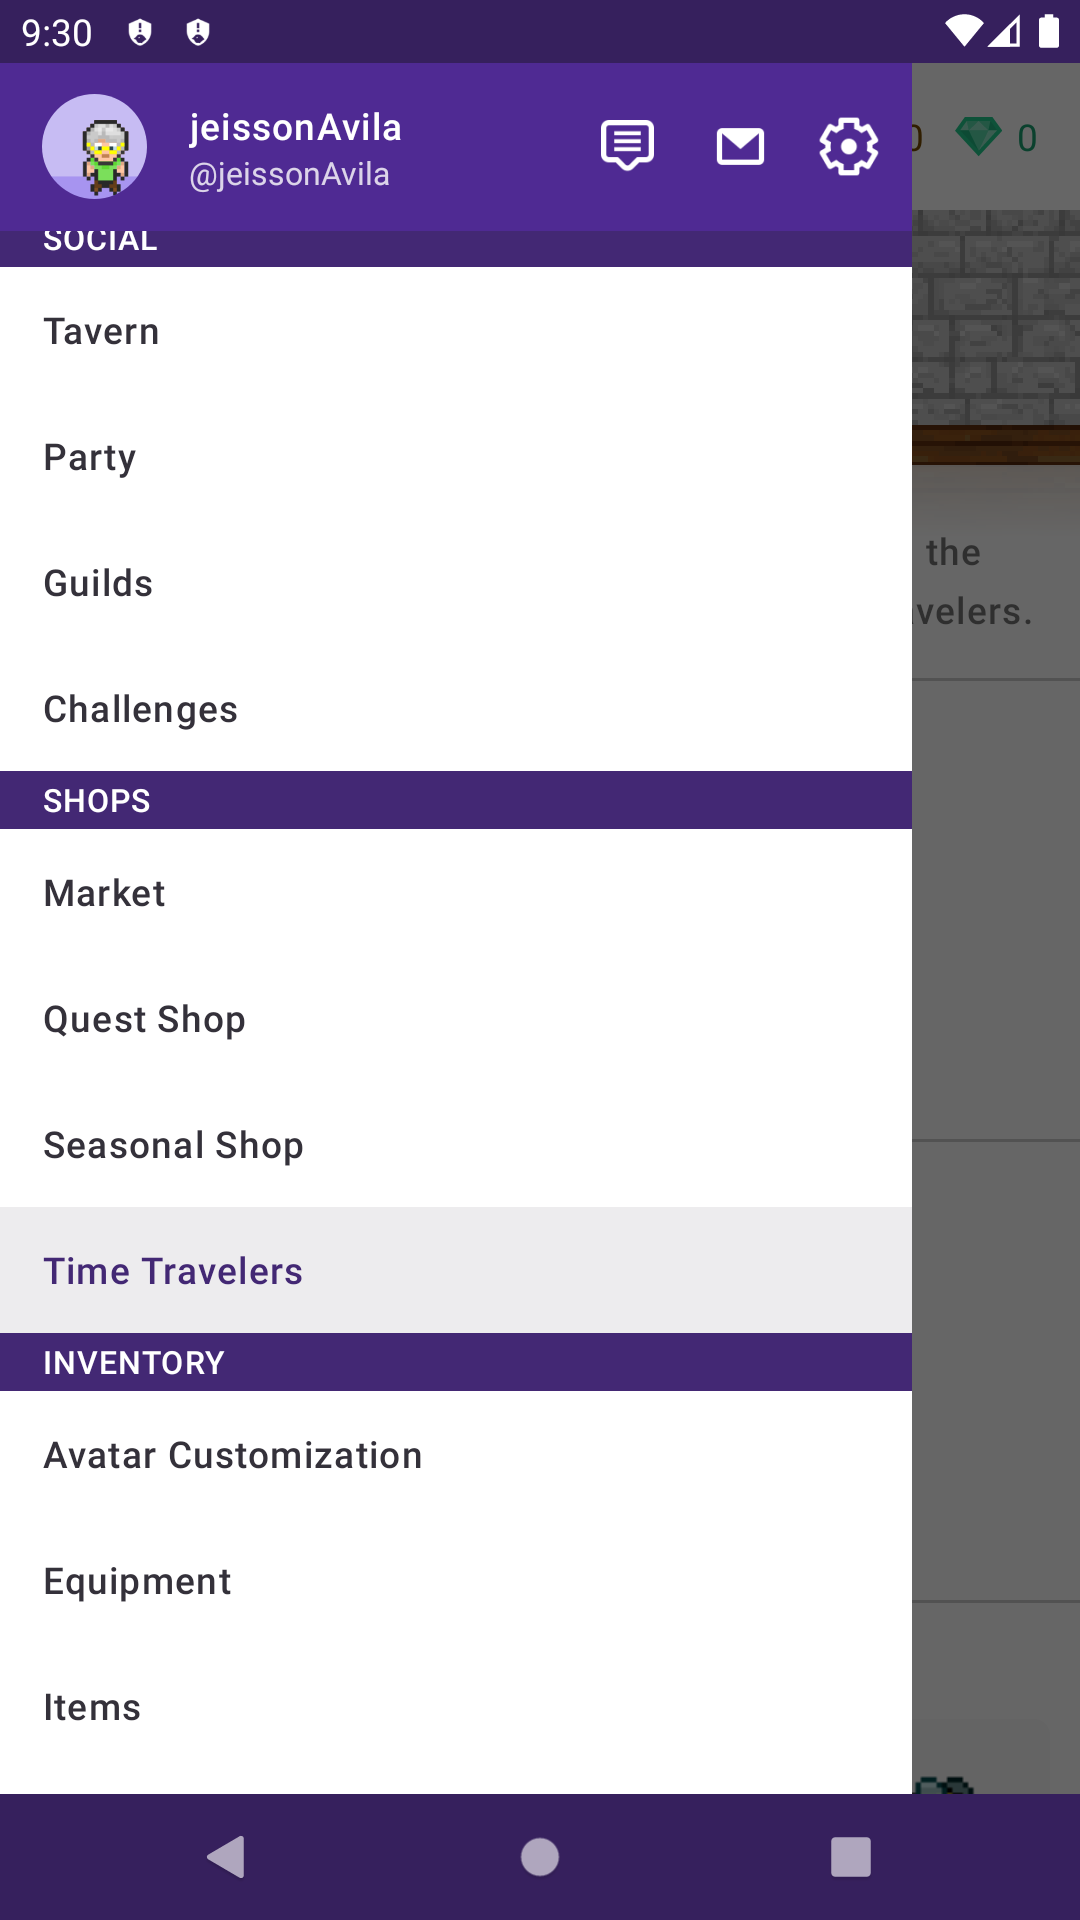 9:30
jeissonAvila
@jeissonAvila
0
0
SOCIAL
Tavern
Party
Guilds
Challenges
the
avelers.
SHOPS
Market
Quest Shop
Seasonal Shop
Time Travelers
INVENTORY
Avatar Customization
Equipment
Items